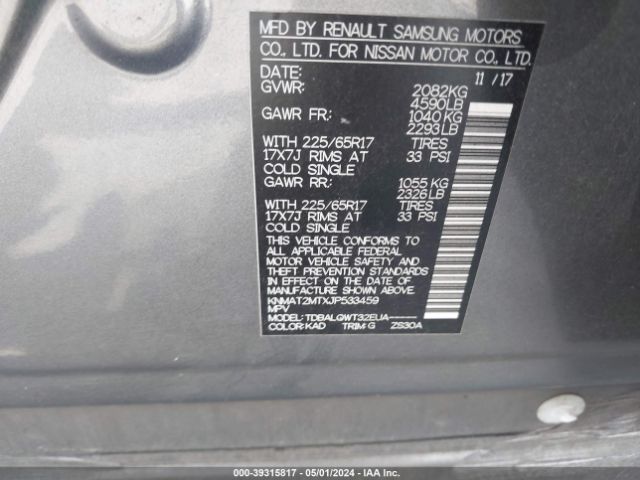 MFD BY RENAULT SAMSUNG MOTORS
CO., LTD. FOR NISSAN MOTOR CO., LTD.
DATE: 11/17
GVWR: 2082KG
4590LB
GAWR FR: 1040KG
2293LB
WITH 225/65R17 TIRES
17X7J RIMS AT 33 PSI
COLD SINGLE
GAWR RR: 1055KG
2326LB
WITH 225/65R17 TIRES
17X7J RIMS AT 33 PSI
COLD SINGLE
THIS VEHICLE CONFORMS TO
ALL APPLICABLE FEDERAL
MOTOR VEHICLE SAFETY AND
THEFT PREVENTION STANDARDS
IN EFFECT ON THE DATE OF
MANUFACTURE SHOWN ABOVE.
KNMAT2MTXJP533459
MPV
MODEL: TDBALGWT32EUA-----
COLOR:KAD TRIM:G ZS30A
000-39315817 - 05/01/2024 - IAA Inc.